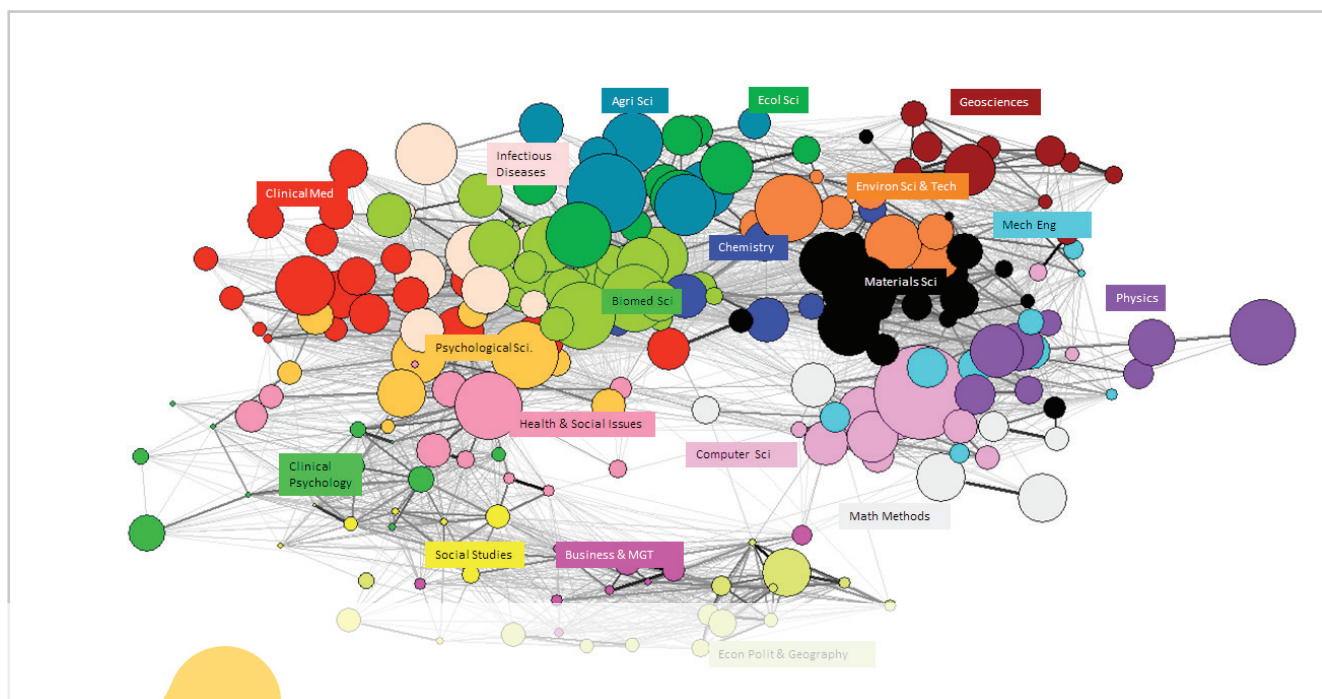 Agri Sci
Ecol Sci
Geosciences
Infectious
Diseases
Clinical Med
Environ Sci & Tech
Mech Eng
Chemistry
Materials Sci
Biomed Sci
Physics
Psychological Sci.
Health & Social Issues
Computer Sci
Clinical
Psychology
Math Methods
Social Studies
Business & MGT
Econ Polit & Geography